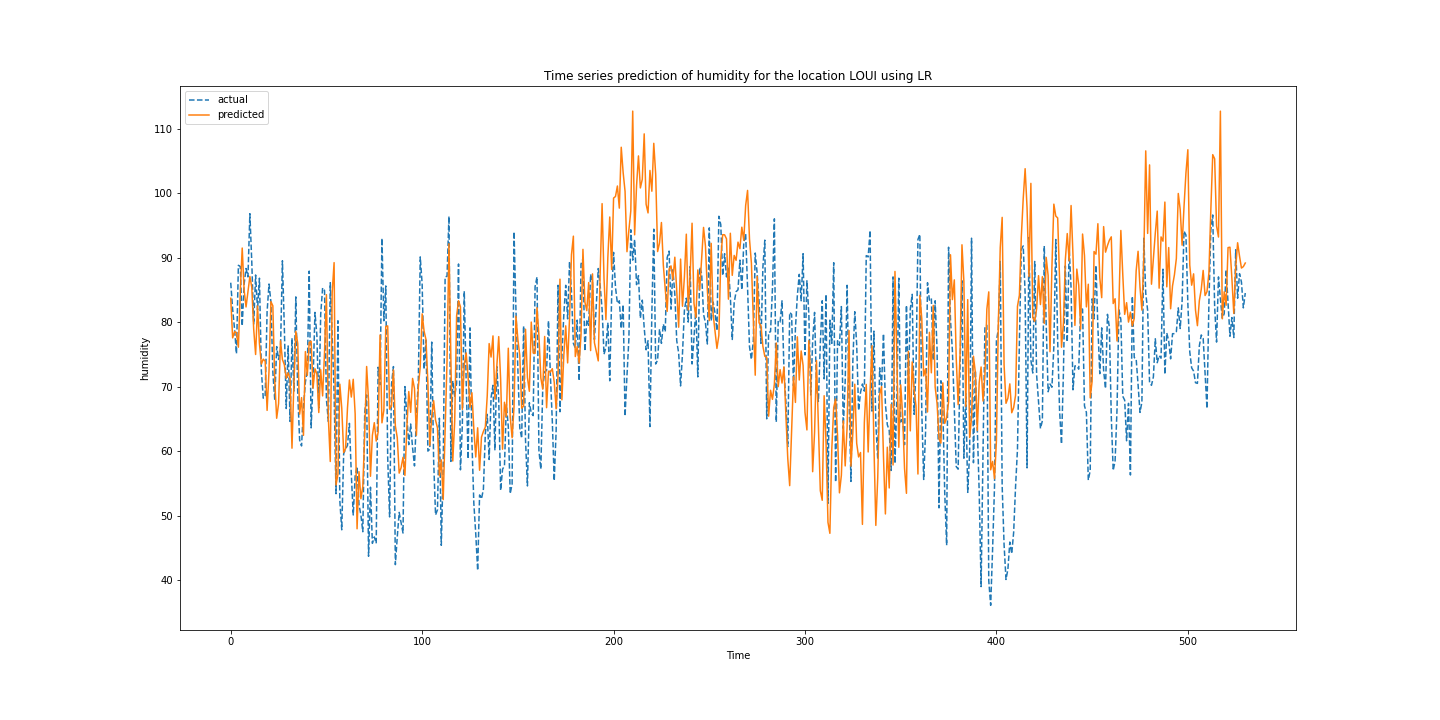 Time series prediction of humidity for the location LOUI using LR
actual
predicted
110
100
90
80
70
60
50
40
humidity
0 100 200 300 400 500
Time